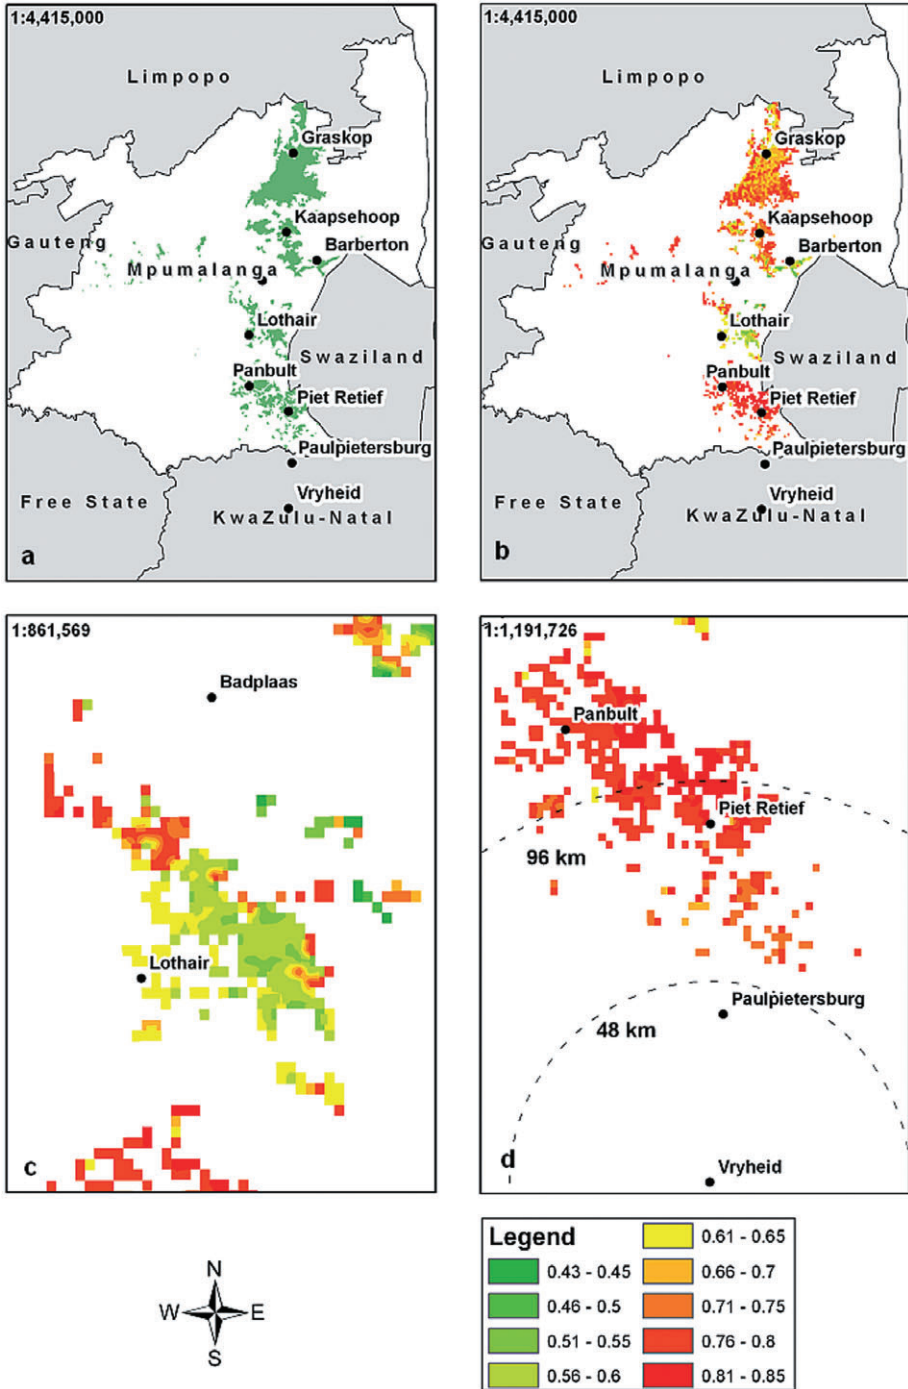 1:4,415,000
Limpopo
Graskop
Kaapsehoop
Gauteng
Barberton
Mpumalanga
Lothair
Swaziland
Panbult
Piet Retief
Paulpietersburg
Free State
Vryheid
KwaZulu-Natal
a
1:4,415,000
Limpopo
Graskop
Kaapsehoop
Gauteng
Barberton
Mpumalanga
Lothair
Swaziland
Panbult
Piet Retief
Paulpietersburg
Free State
Vryheid
KwaZulu-Natal
b
1:861,569
Badplaas
Lothair
c
1:1,191,726
Panbult
Piet Retief
96 km
Paulpietersburg
48 km
d
Vryheid
N
W E
S
Legend
0.43 - 0.45
0.46 - 0.5
0.51 - 0.55
0.56 - 0.6
0.61 - 0.65
0.66 - 0.7
0.71 - 0.75
0.76 - 0.8
0.81 - 0.85